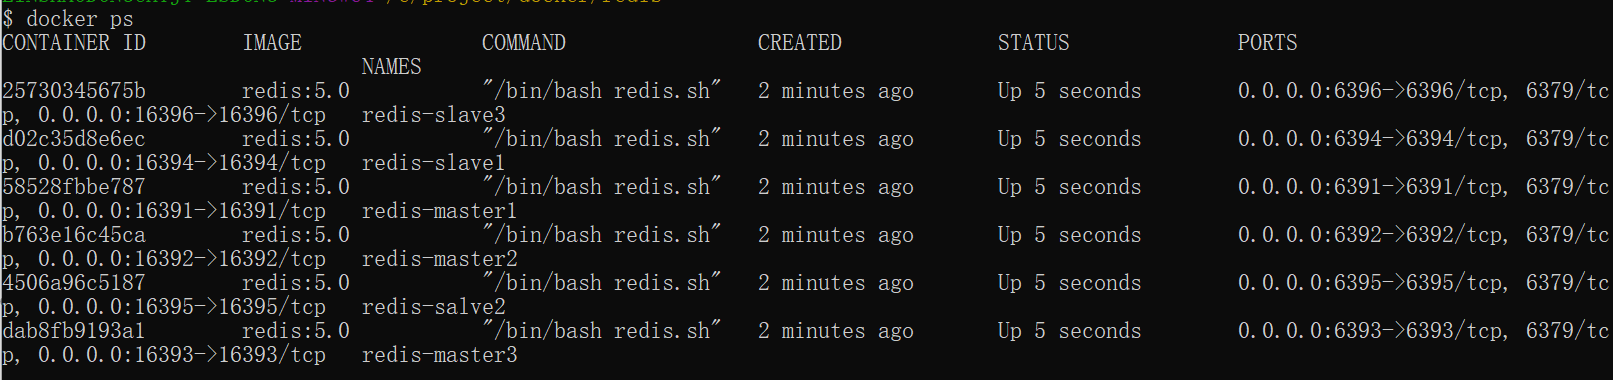 $ docker ps
CONTAINER ID        IMAGE               COMMAND                CREATED             STATUS              PORTS
                              NAMES
25730345675b        redis:5.0           "/bin/bash redis.sh"   2 minutes ago       Up 5 seconds        0.0.0.0:6396->6396/tcp, 6379/tc
p, 0.0.0.0:16396->16396/tcp   redis-slave3
d02c35d8e6ec        redis:5.0           "/bin/bash redis.sh"   2 minutes ago       Up 5 seconds        0.0.0.0:6394->6394/tcp, 6379/tc
p, 0.0.0.0:16394->16394/tcp   redis-slave1
58528fbbe787        redis:5.0           "/bin/bash redis.sh"   2 minutes ago       Up 5 seconds        0.0.0.0:6391->6391/tcp, 6379/tc
p, 0.0.0.0:16391->16391/tcp   redis-master1
b763e16c45ca        redis:5.0           "/bin/bash redis.sh"   2 minutes ago       Up 5 seconds        0.0.0.0:6392->6392/tcp, 6379/tc
p, 0.0.0.0:16392->16392/tcp   redis-master2
4506a96c5187        redis:5.0           "/bin/bash redis.sh"   2 minutes ago       Up 5 seconds        0.0.0.0:6395->6395/tcp, 6379/tc
p, 0.0.0.0:16395->16395/tcp   redis-salve2
dab8fb9193a1        redis:5.0           "/bin/bash redis.sh"   2 minutes ago       Up 5 seconds        0.0.0.0:6393->6393/tcp, 6379/tc
p, 0.0.0.0:16393->16393/tcp   redis-master3